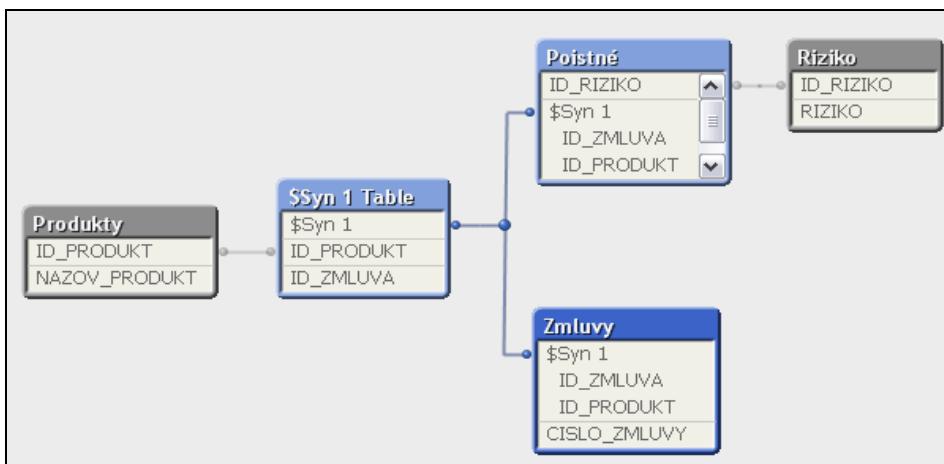 Produkty
ID_PRODUKT
NAZOV_PRODUKT
$Syn 1 Table
$Syn 1
ID_PRODUKT
ID_ZMLUVA
Poistné
ID_RIZIKO
$Syn 1
ID_ZMLUVA
ID_PRODUKT
Riziko
ID_RIZIKO
RIZIKO
Zmluvy
$Syn 1
ID_ZMLUVA
ID_PRODUKT
CISLO_ZMLUVY